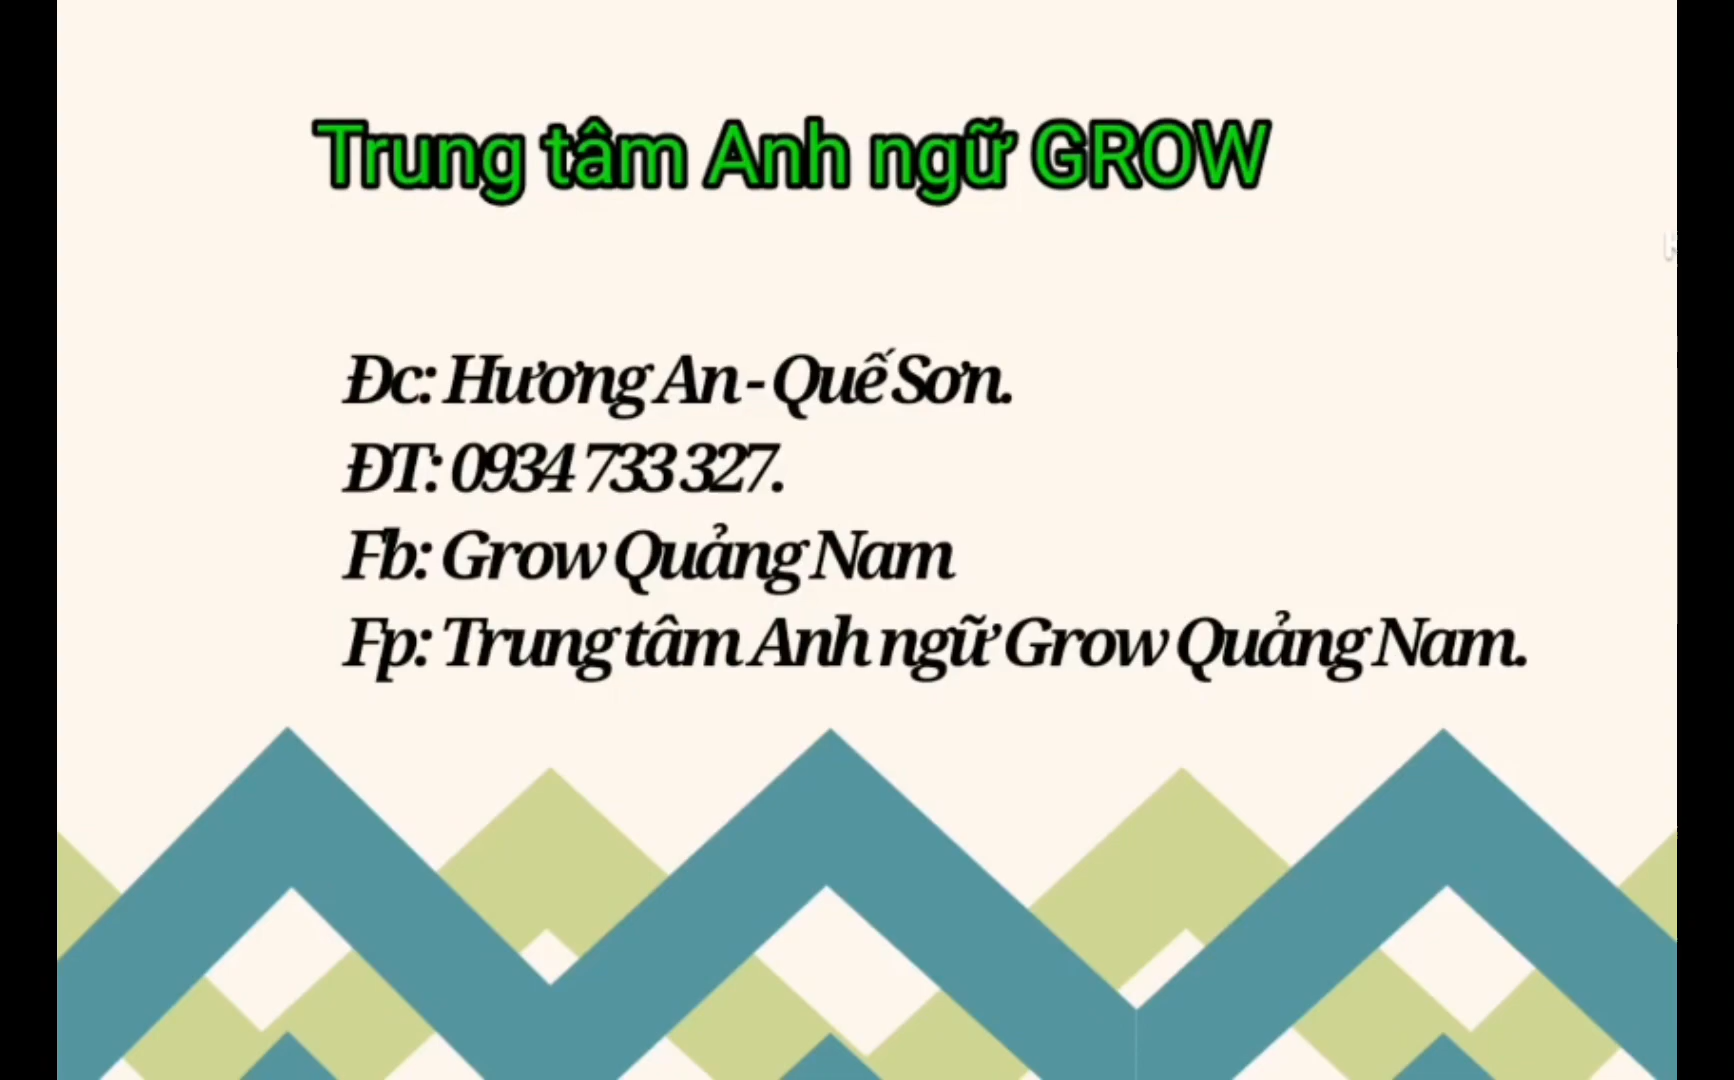 Trung tâm Anh ngữ GROW
Đc: Hương An - Quế Sơn.
ĐT: 0934 733 327.
Fb: Grow Quảng Nam
Fp: Trung tâm Anh ngữ Grow Quảng Nam.